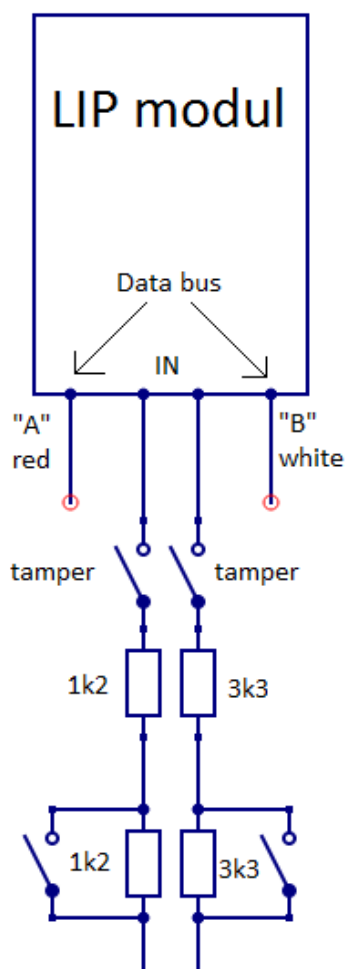 LIP modul
Data bus
IN
"A"
red
"B"
white
tamper
tamper
1k2
3k3
1k2
3k3